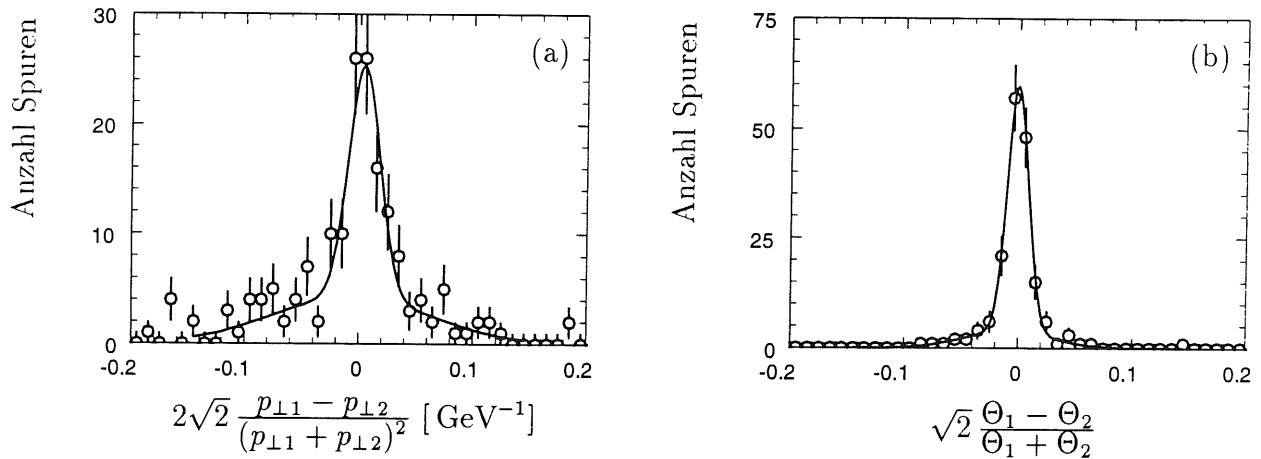 Anzahl Spuren
30
20
10
0
(a)
-0.2 -0.1 0 0.1 0.2
2√2 (p⊥1 − p⊥2)/(p⊥1 + p⊥2)² [GeV⁻¹]
Anzahl Spuren
75
50
25
0
(b)
-0.2 -0.1 0 0.1 0.2
√2 (Θ1 − Θ2)/(Θ1 + Θ2)